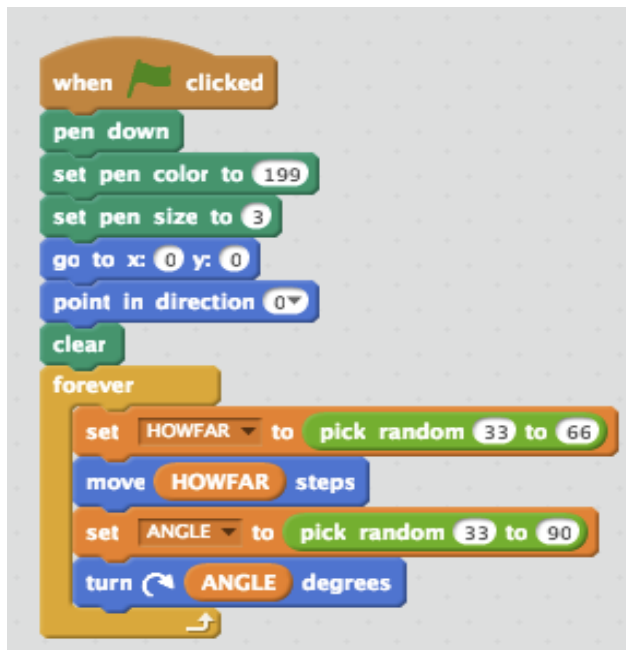 when clicked
pen down
set pen color to 199
set pen size to 3
go to x: 0 y: 0
point in direction 0
clear
forever
set HOWFAR to pick random 33 to 66
move HOWFAR steps
set ANGLE to pick random 33 to 90
turn ANGLE degrees